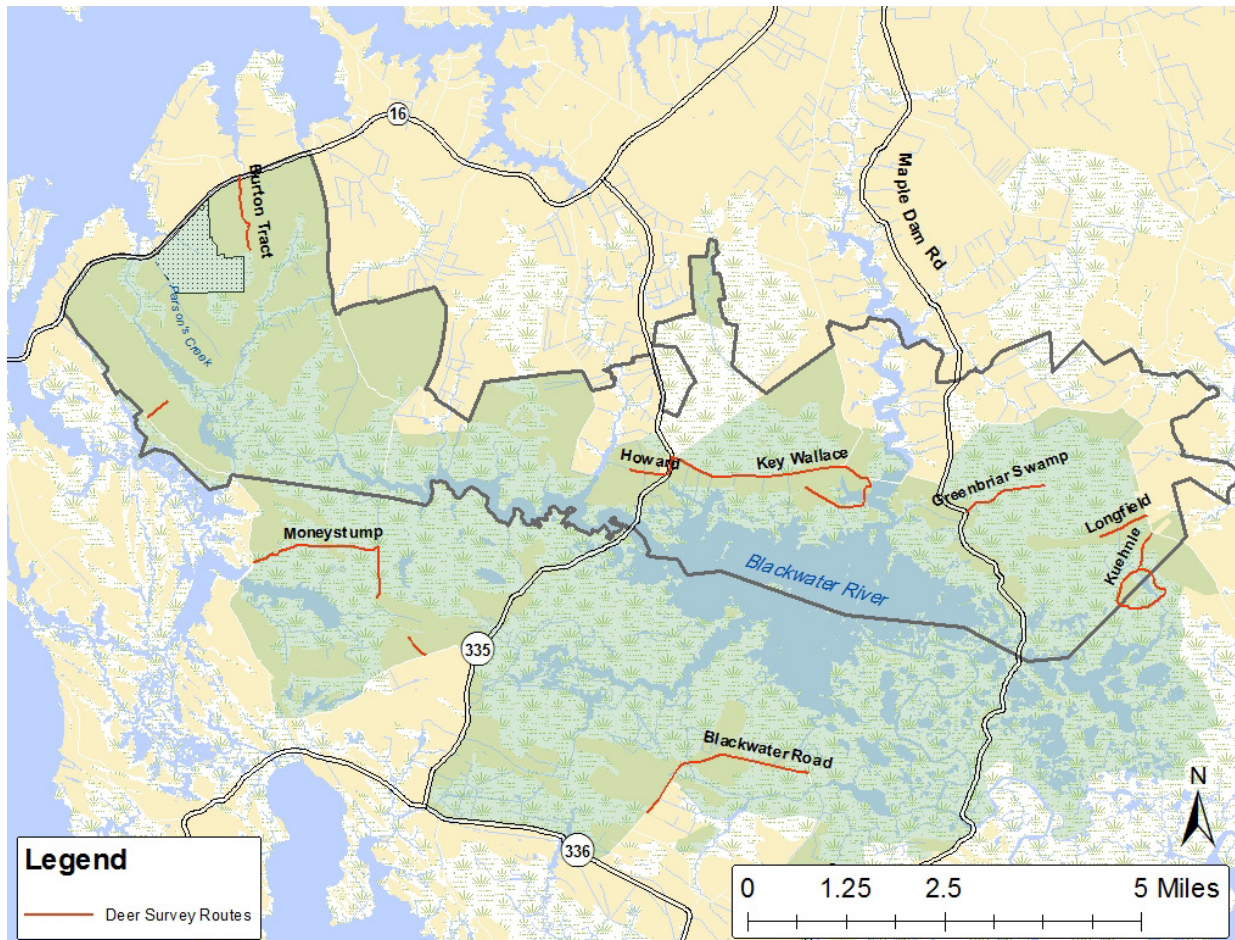 16
Burton Tract
Maple Dam Rd
Parson's Creek
Howard
Key Wallace
Greenbriar Swamp
Longfield
Kuehnle
Moneystump
Blackwater River
335
Blackwater Road
336
N
Legend
Deer Survey Routes
0 1.25 2.5 5 Miles